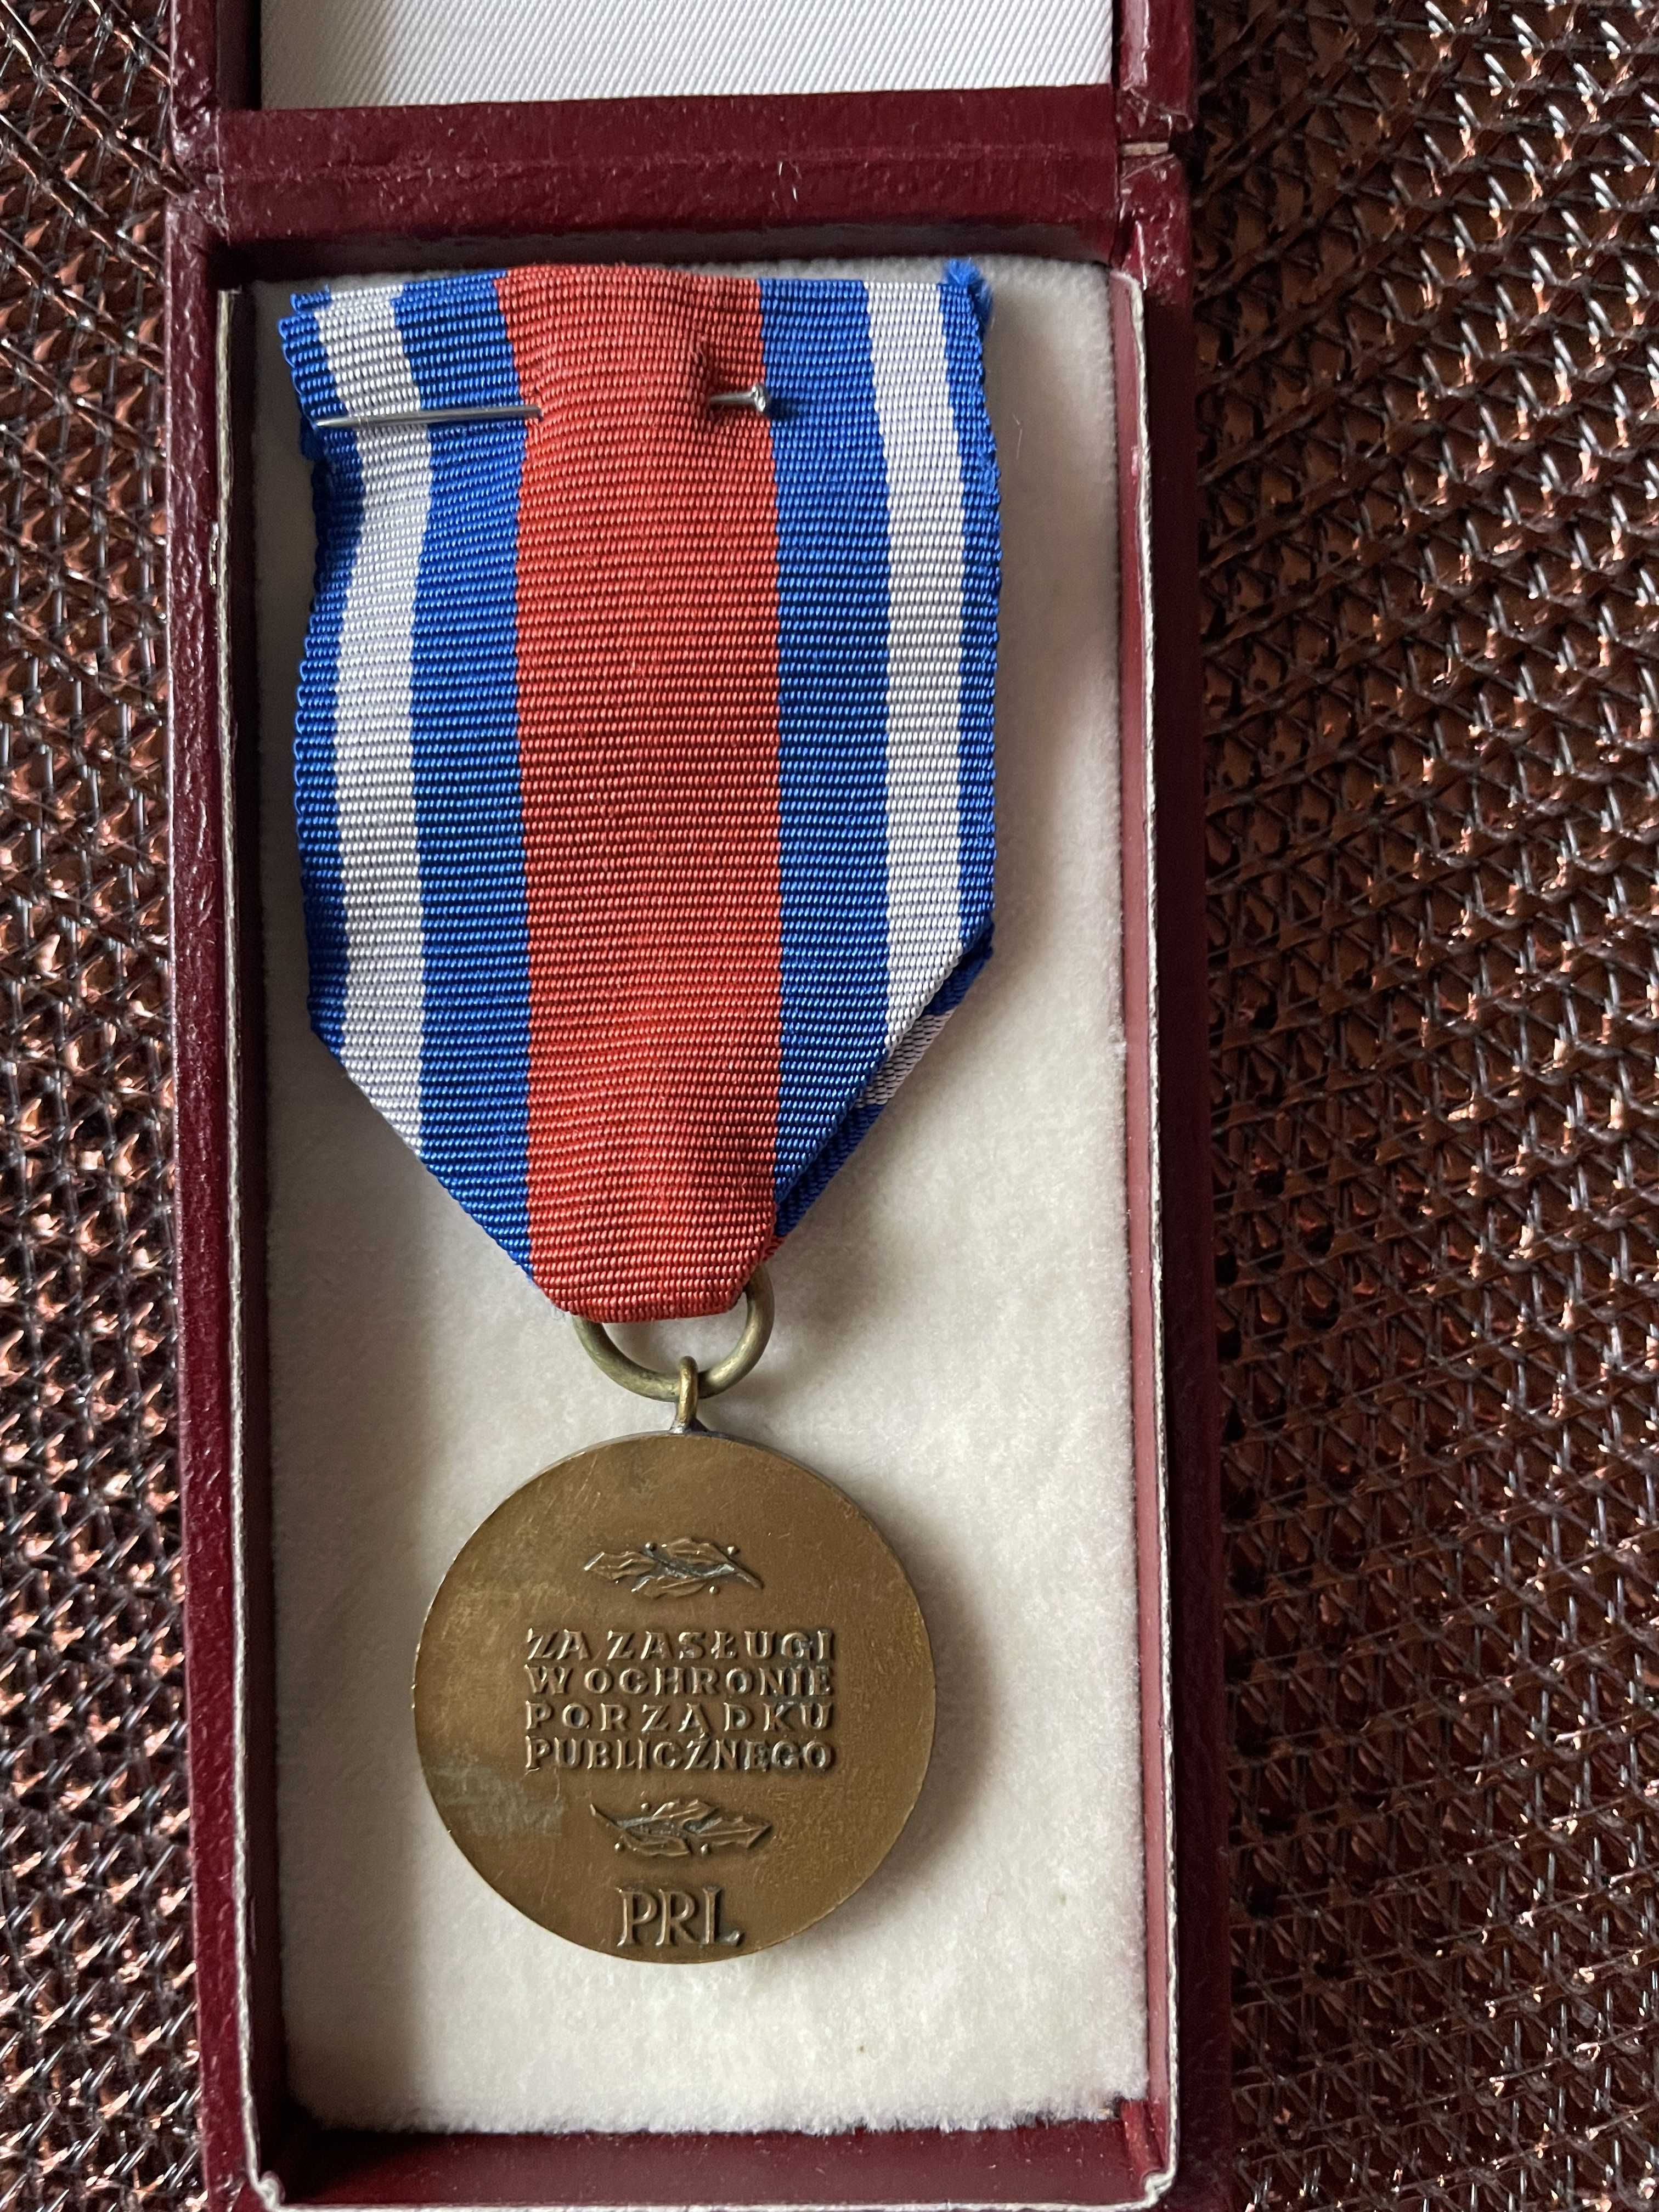 ZA ZASŁUGI
W OCHRONIE
PORZĄDKU
PUBLICZNEGO
PRL